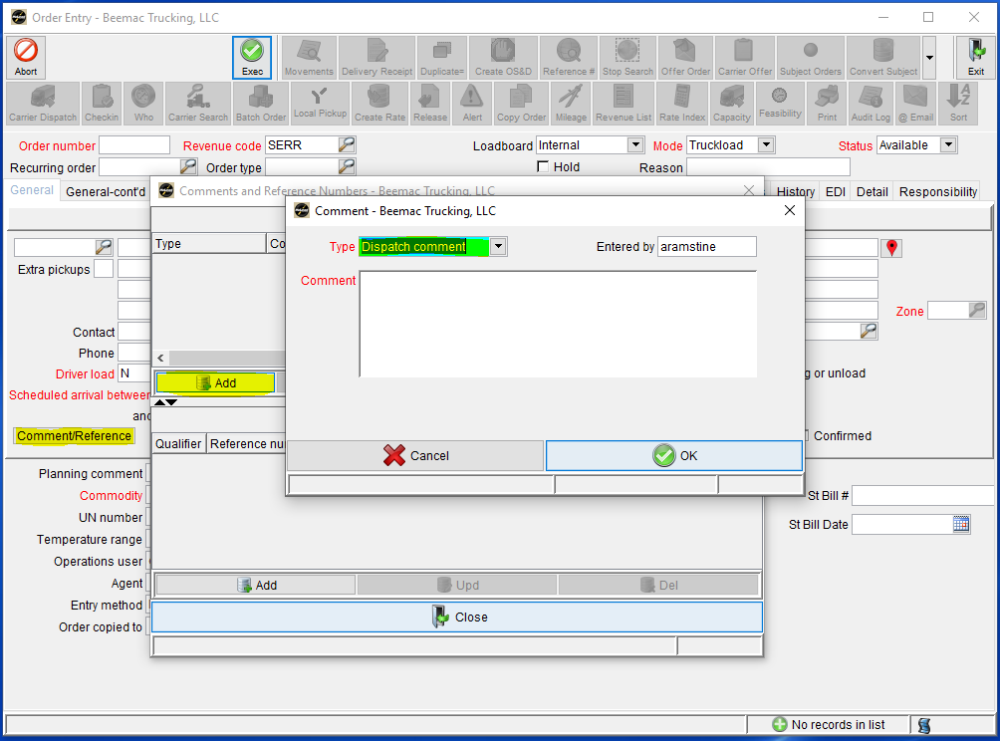 Order Entry - Beemac Trucking, LLC
Abort
Exec
Movements
Delivery Receipt
Duplicate=
Create OS&D
Reference #
Stop Search
Offer Order
Carrier Offer
Subject Orders
Convert Subject
Exit
Carrier Dispatch
Checkin
Who
Carrier Search
Batch Order
Local Pickup
Create Rate
Release
Alert
Copy Order
Mileage
Revenue List
Rate Index
Capacity
Feasibility
Print
Audit Log
@ Email
Sort
Order number
Revenue code SERR
Loadboard Internal
Mode Truckload
Status Available
Recurring order
Order type
Hold
Reason
General
General-cont'd
History
EDI
Detail
Responsibility
Comments and Reference Numbers - Beemac Trucking, LLC
Comment - Beemac Trucking, LLC
Type
Co
Type Dispatch comment
Entered by aramstine
Comment
Extra pickups
Zone
Contact
Phone
Driver load N
g or unload
Add
Scheduled arrival between
and
Comment/Reference
Qualifier
Reference nu
Confirmed
Cancel
OK
Planning comment
Commodity
St Bill #
UN number
St Bill Date
Temperature range
Operations user
Agent
Add
Upd
Del
Entry method
Close
Order copied to
No records in list